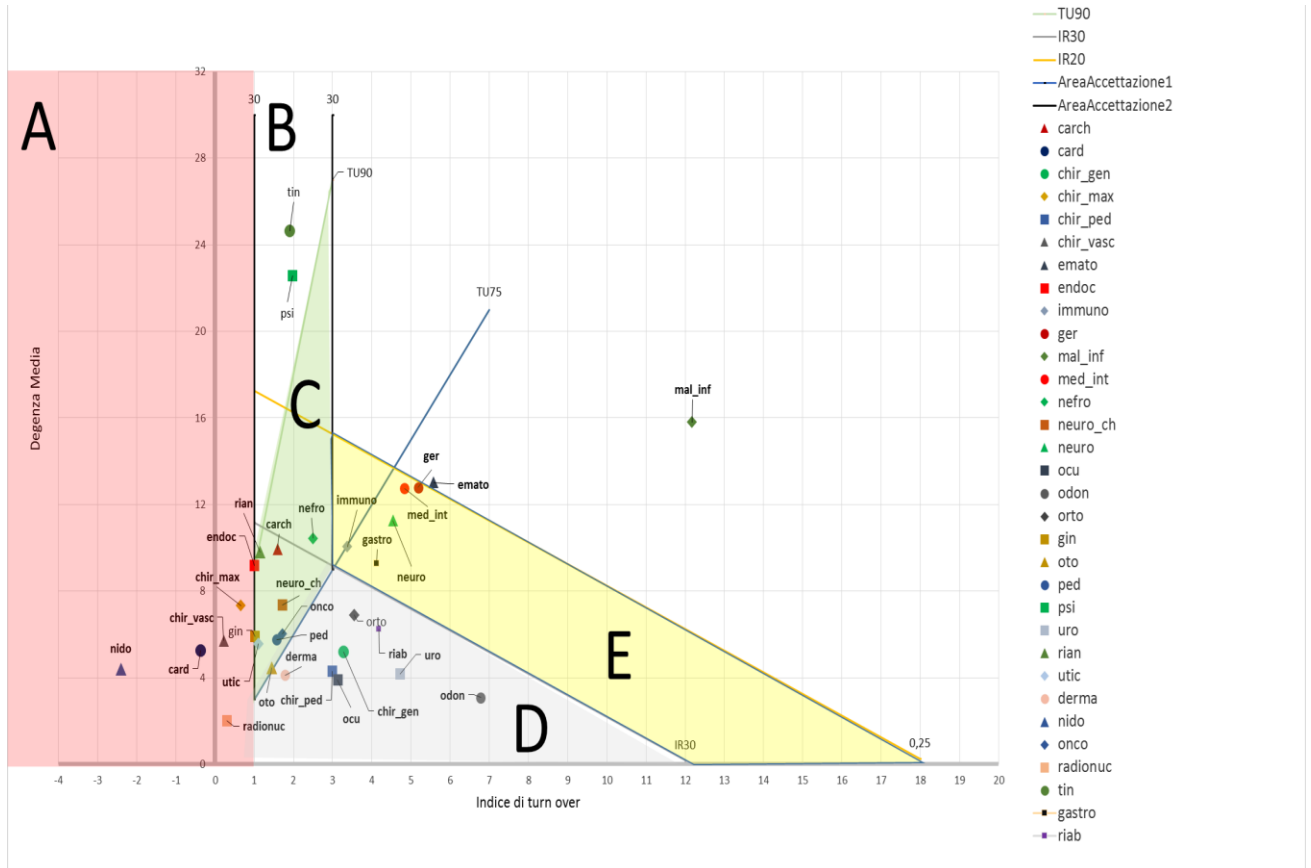 A
B
C
D
E
Degenza Media
Indice di turn over
32
28
24
20
16
12
8
4
0
-4
-3
-2
-1
0
1
2
3
4
5
6
7
8
9
10
11
12
13
14
15
16
17
18
19
20
30
30
TU90
tin
psi
TU75
mal_inf
ger
emato
med_int
immuno
gastro
neuro
nefro
rian
carch
endoc
chir_max
neuro_ch
onco
chir_vasc
gin
ped
orto
nido
card
utic
derma
riab
uro
oto
chir_ped
ocu
chir_gen
odon
radionuc
IR30
0,25
TU90
IR30
IR20
AreaAccettazione1
AreaAccettazione2
carch
card
chir_gen
chir_max
chir_ped
chir_vasc
emato
endoc
immuno
ger
mal_inf
med_int
nefro
neuro_ch
neuro
ocu
odon
orto
gin
oto
ped
psi
uro
rian
utic
derma
nido
onco
radionuc
tin
gastro
riab